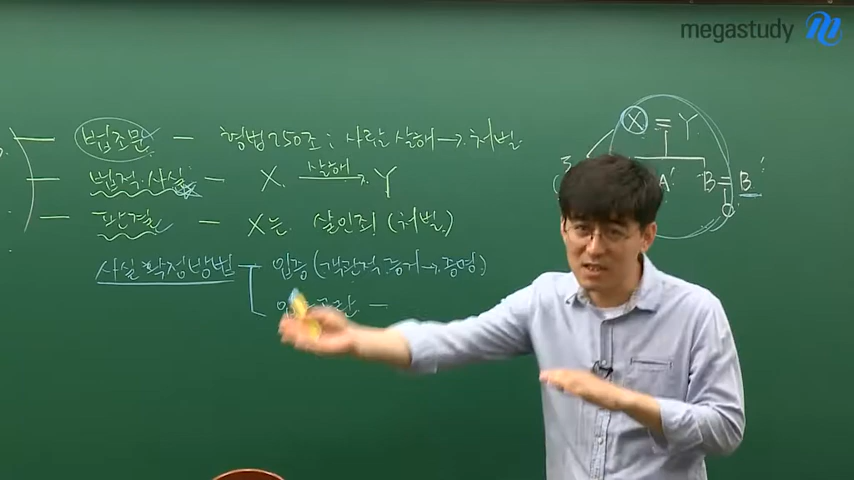 megastudy
법조문 — 형법250조 ; 사람 살해 → 처벌
법적 사실 — X 살해 → Y
판결 — X는 살인죄 (처벌)
사실 확정방법 — 입증 (객관적 증거 → 증명)
X = Y
3
A'
B = B'